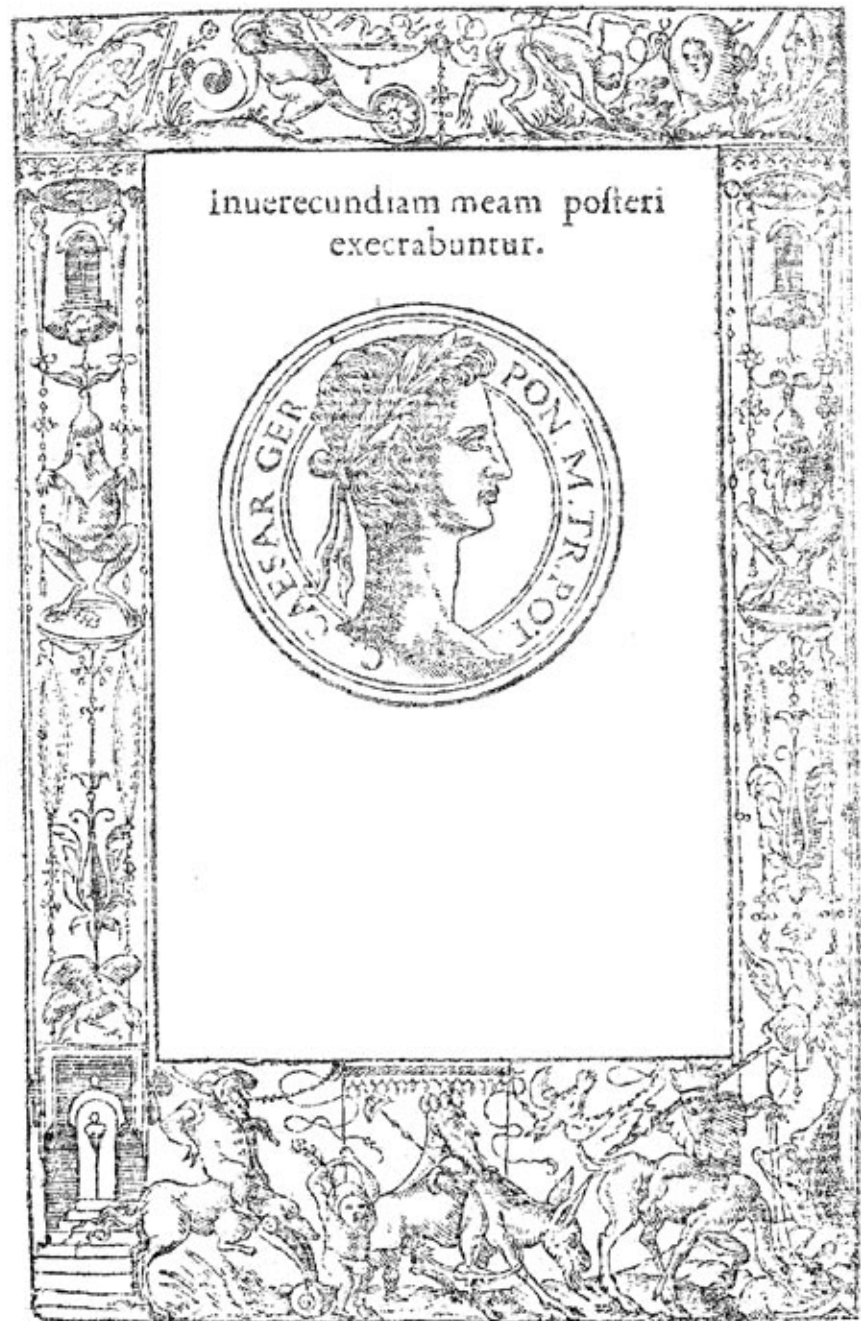 Inuerecundiam meam poſteri
execrabuntur.
C. CAESAR GER PON. M. TR. POT.